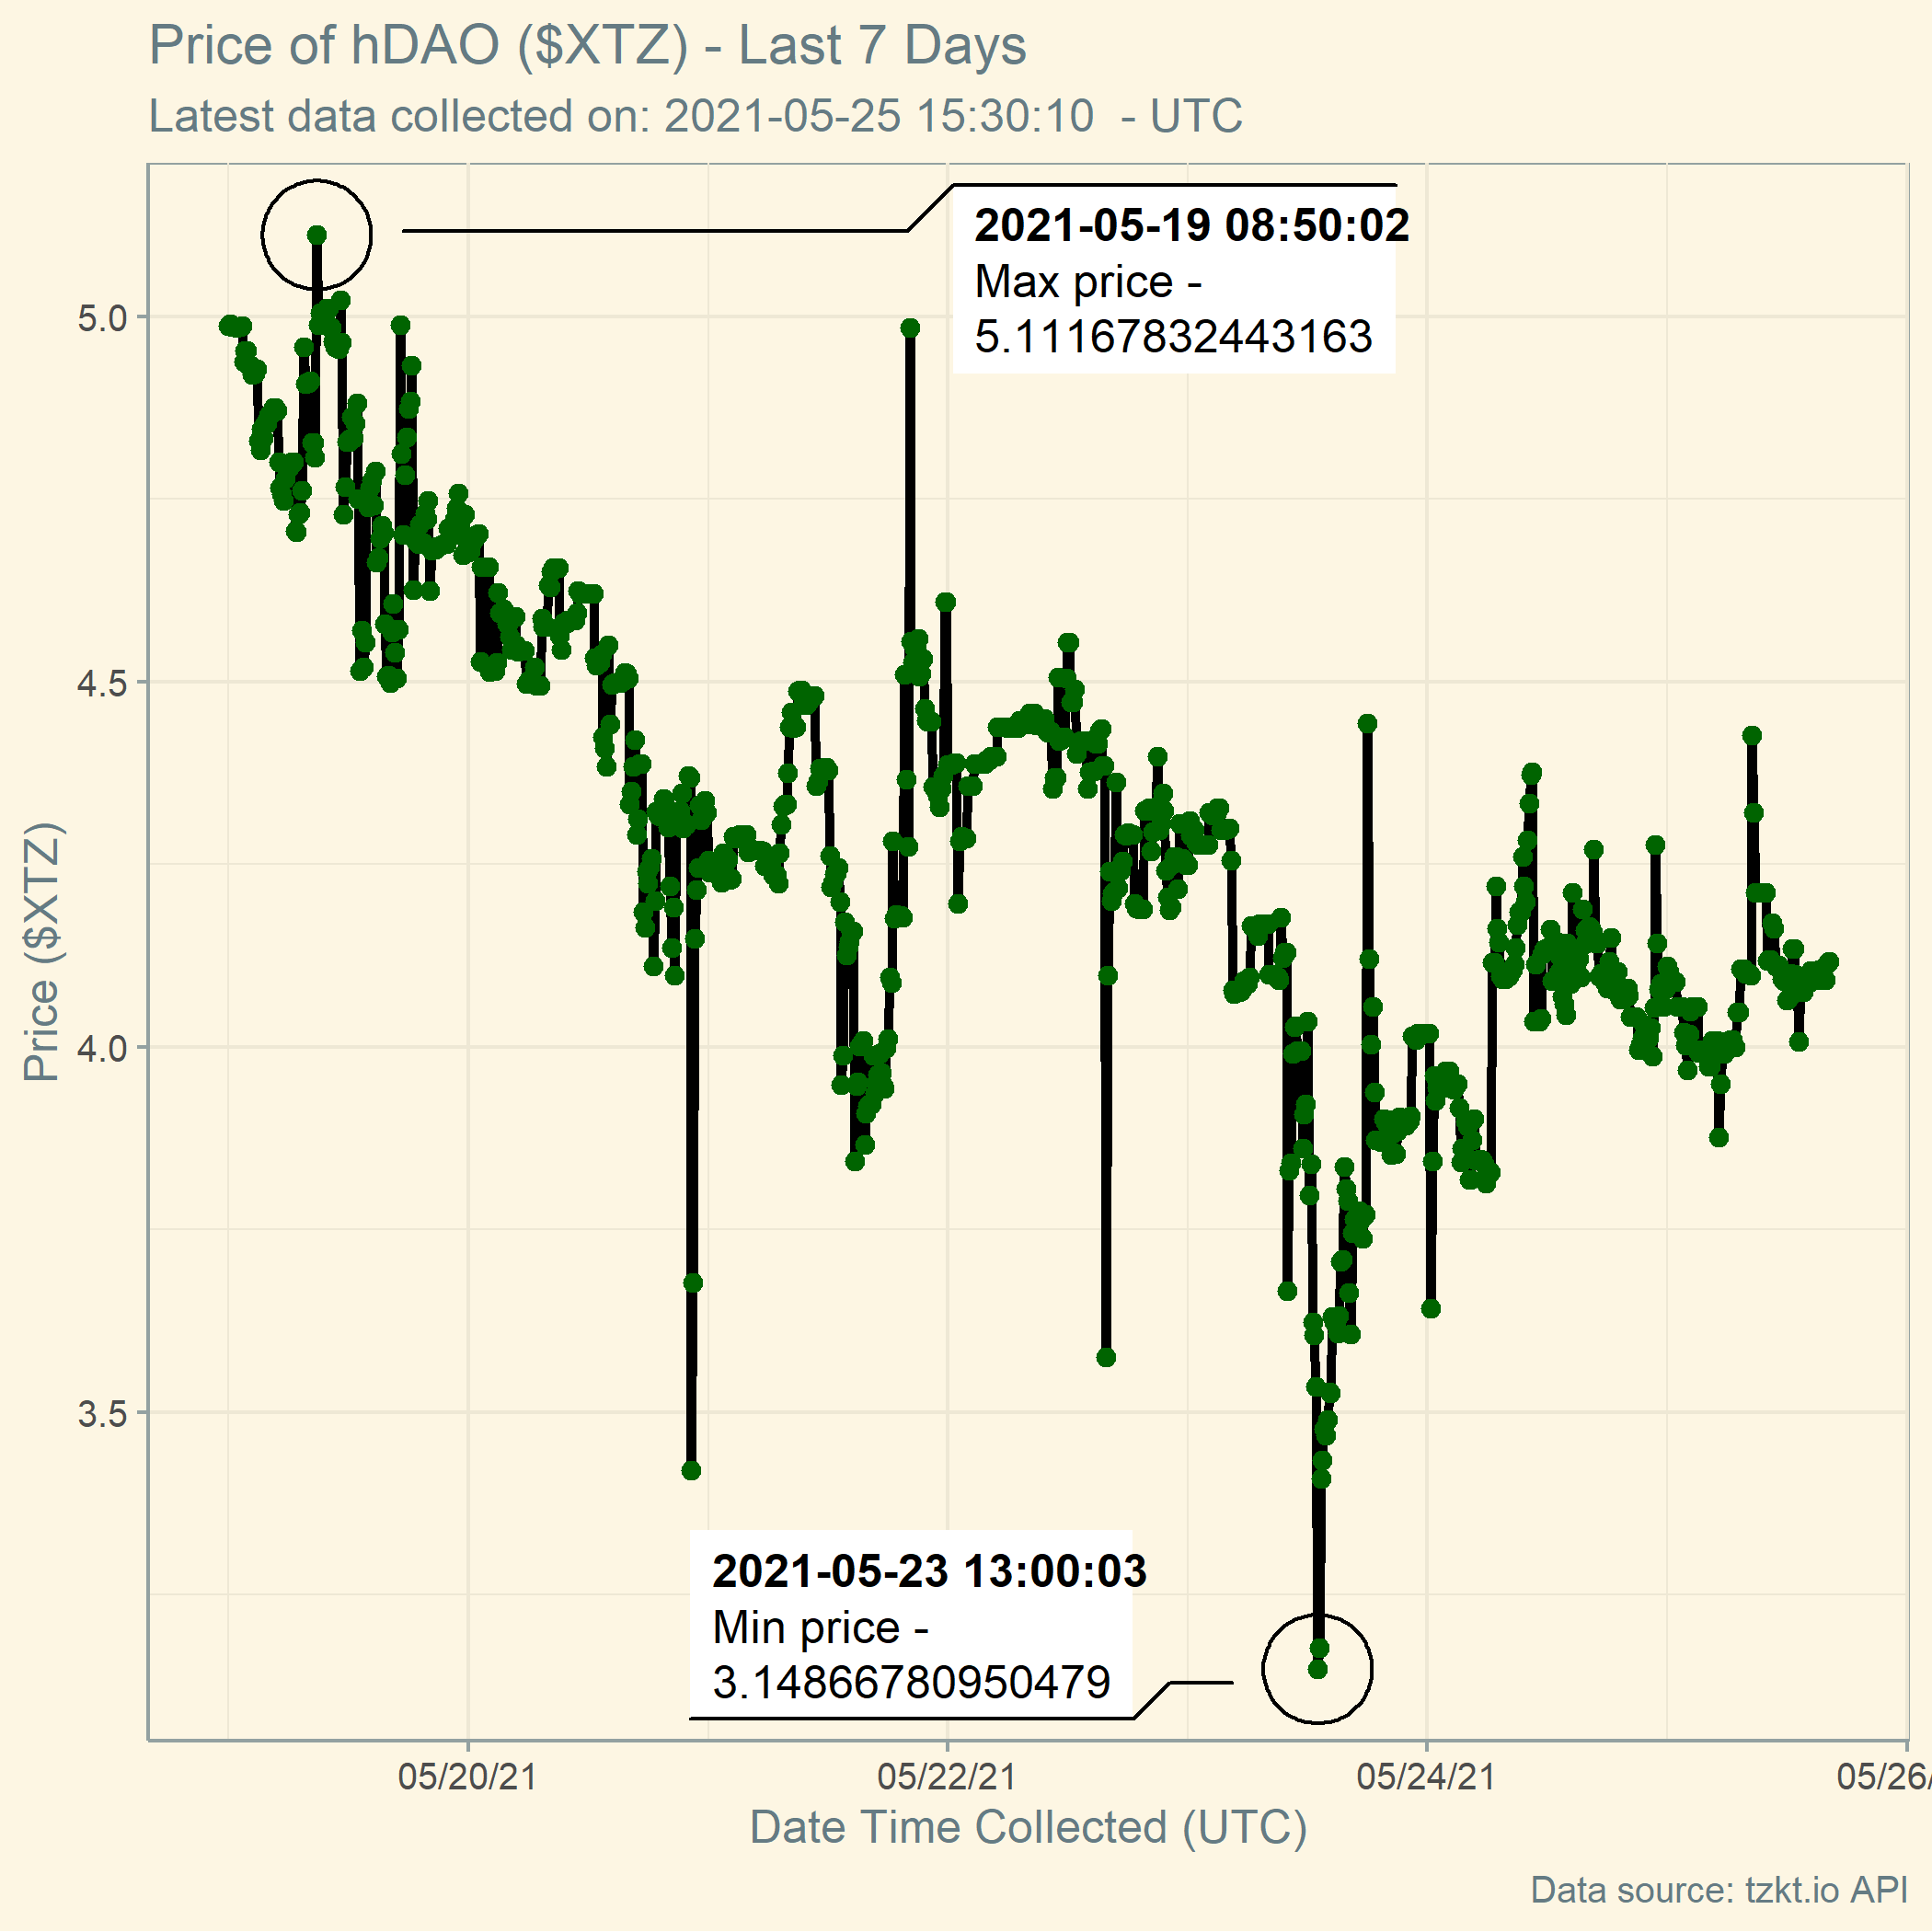 Price of hDAO ($XTZ) - Last 7 Days
Latest data collected on: 2021-05-25 15:30:10  - UTC
2021-05-19 08:50:02
Max price -
5.11167832443163
5.0
4.5
4.0
3.5
Price ($XTZ)
2021-05-23 13:00:03
Min price -
3.14866780950479
05/20/21
05/22/21
05/24/21
05/26/
Date Time Collected (UTC)
Data source: tzkt.io API